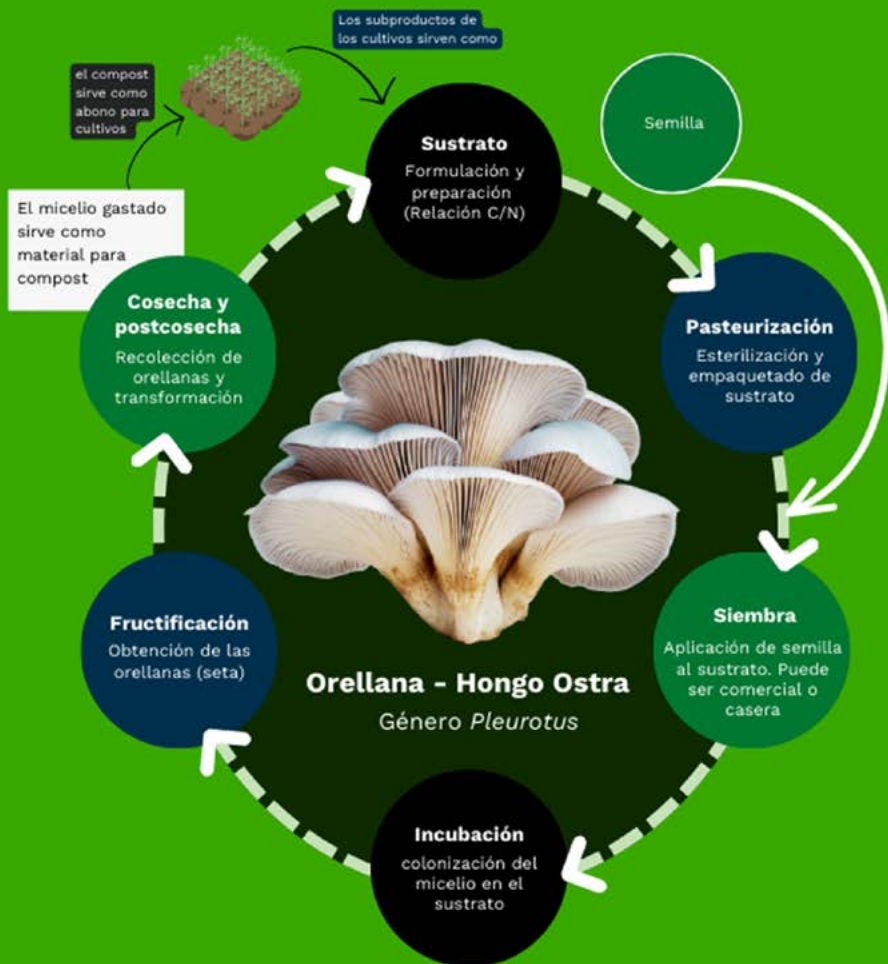 Los subproductos de
los cultivos sirven como
el compost
sirve como
abono para
cultivos
El micelio gastado
sirve como
material para
compost
Sustrato
Formulación y
preparación
(Relación C/N)
Semilla
Pasteurización
Esterilización y
empaquetado de
sustrato
Siembra
Aplicación de semilla
al sustrato. Puede
ser comercial o
casera
Incubación
colonización del
micelio en el
sustrato
Fructificación
Obtención de las
orellanas (seta)
Cosecha y
postcosecha
Recolección de
orellanas y
transformación
Orellana - Hongo Ostra
Género Pleurotus